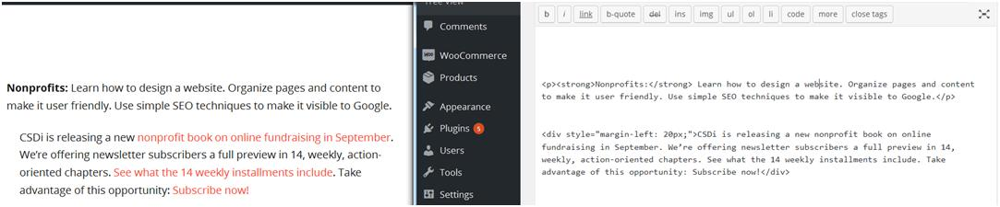 Nonprofits: Learn how to design a website. Organize pages and content to
make it user friendly. Use simple SEO techniques to make it visible to Google.
CSDi is releasing a new nonprofit book on online fundraising in September.
We’re offering newsletter subscribers a full preview in 14, weekly, action-
oriented chapters. See what the 14 weekly installments include. Take
advantage of this opportunity: Subscribe now!
Tree View
Comments
Woo WooCommerce
Products
Appearance
Plugins 5
Users
Tools
Settings
b i link b-quote del ins img ul ol li code more close tags
<p><strong>Nonprofits:</strong> Learn how to design a website. Organize pages and content
to make it user friendly. Use simple SEO techniques to make it visible to Google.</p>
<div style="margin-left: 20px;">CSDi is releasing a new nonprofit book on online
fundraising in September. We’re offering newsletter subscribers a full preview in 14,
weekly, action-oriented chapters. See what the 14 weekly installments include. Take
advantage of this opportunity: Subscribe now!</div>